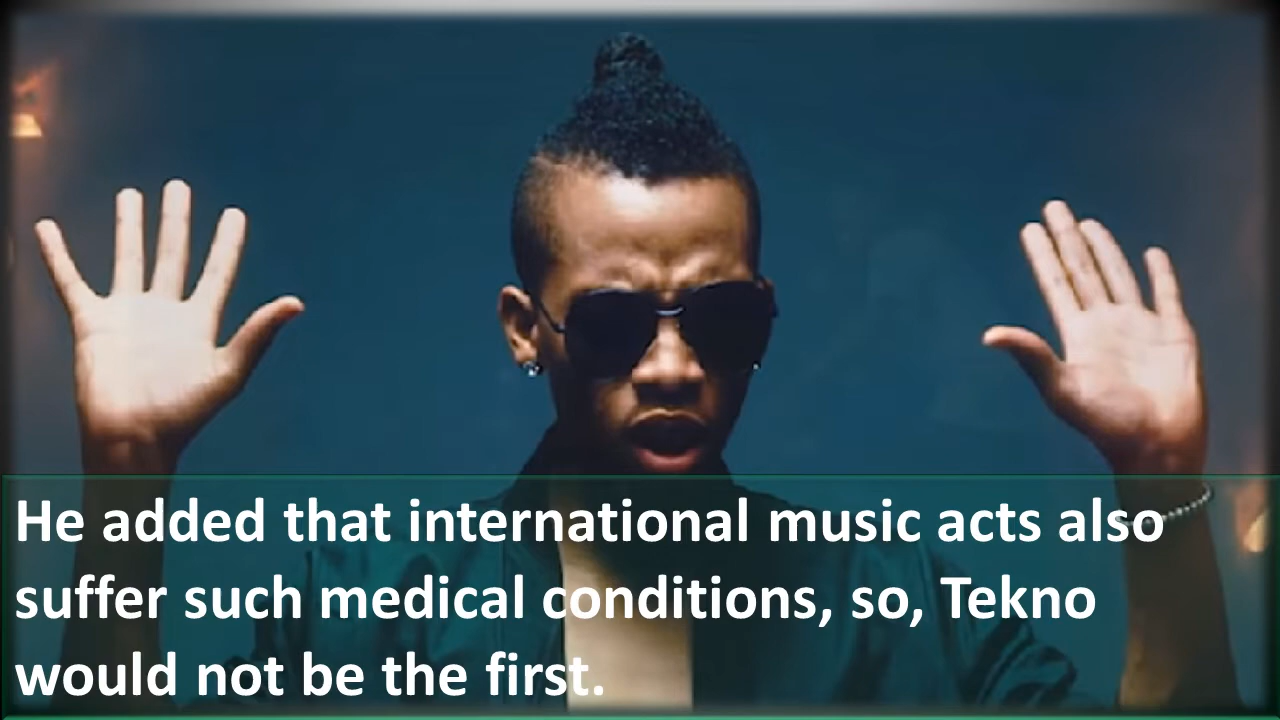 He added that international music acts also
suffer such medical conditions, so, Tekno
would not be the first.